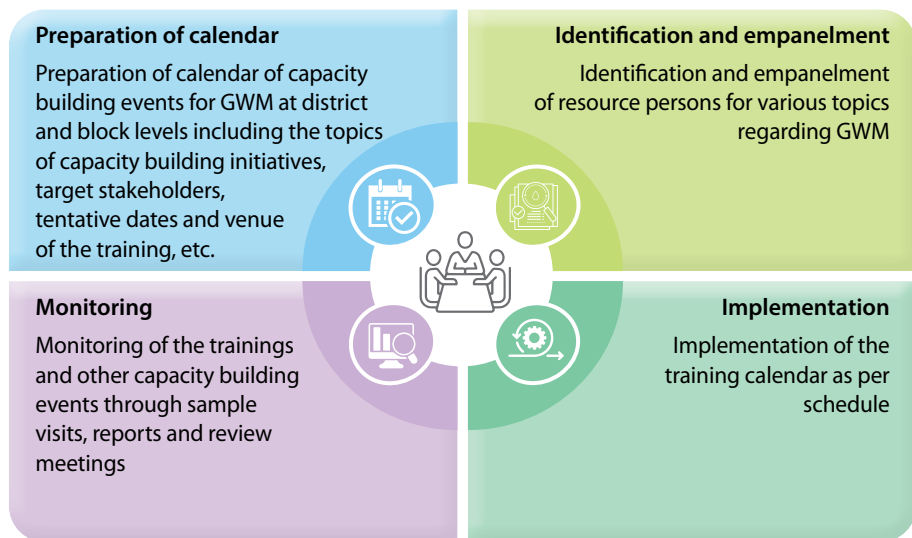 Preparation of calendar
Preparation of calendar of capacity
building events for GWM at district
and block levels including the topics
of capacity building initiatives,
target stakeholders,
tentative dates and venue
of the training, etc.
Identification and empanelment
Identification and empanelment
of resource persons for various topics
regarding GWM
Monitoring
Monitoring of the trainings
and other capacity building
events through sample
visits, reports and review
meetings
Implementation
Implementation of the
training calendar as per
schedule